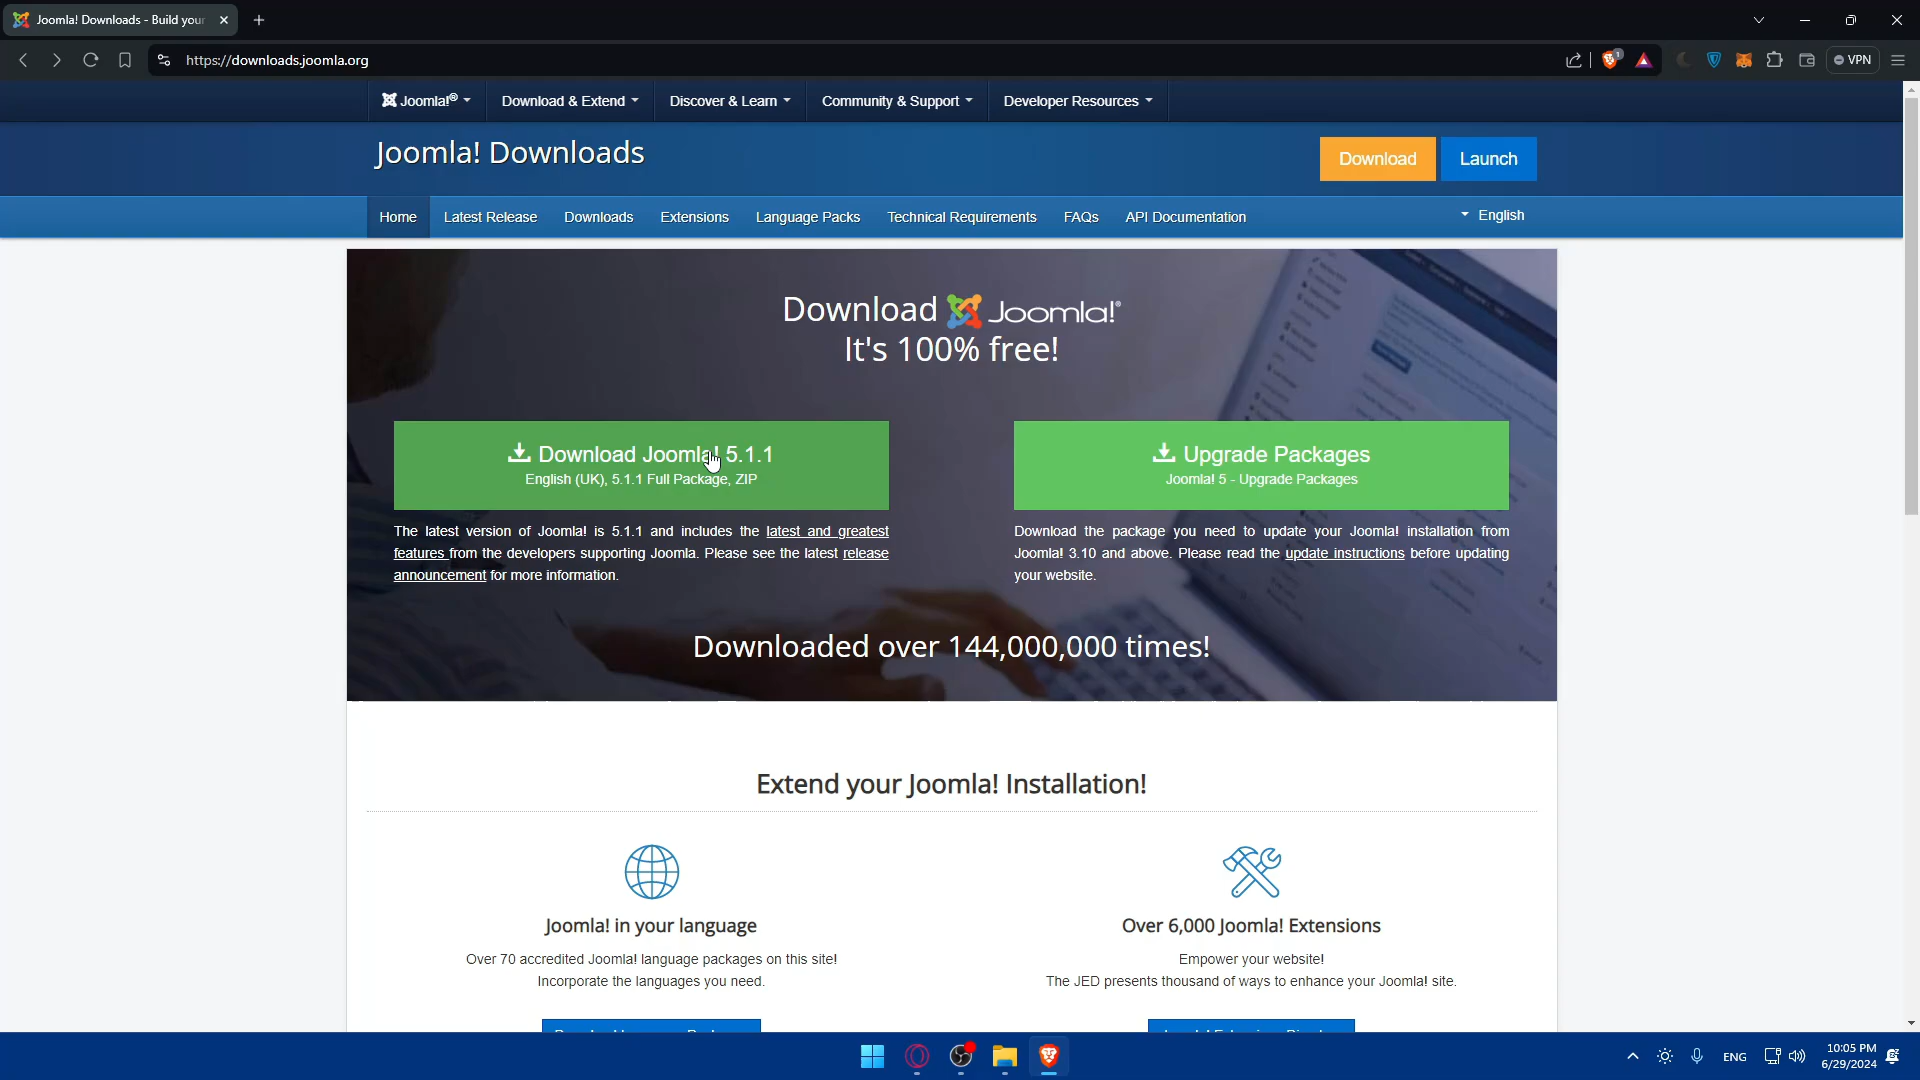 Joomla! Downloads - Build your
https://downloads.joomla.org
VPN
Joomla!® Download & Extend Discover & Learn Community & Support Developer Resources
Joomla! Downloads
Download Launch
Home Latest Release Downloads Extensions Language Packs Technical Requirements FAQs API Documentation English
Download Joomla!®
It's 100% free!
Download Joomla! 5.1.1
English (UK), 5.1.1 Full Package, ZIP
The latest version of Joomla! is 5.1.1 and includes the latest and greatest
features from the developers supporting Joomla. Please see the latest release
announcement for more information.
Upgrade Packages
Joomla! 5 - Upgrade Packages
Download the package you need to update your Joomla! installation from
Joomla! 3.10 and above. Please read the update instructions before updating
your website.
Downloaded over 144,000,000 times!
Extend your Joomla! Installation!
Joomla! in your language
Over 70 accredited Joomla! language packages on this site!
Incorporate the languages you need.
Over 6,000 Joomla! Extensions
Empower your website!
The JED presents thousand of ways to enhance your Joomla! site.
ENG
10:05 PM
6/29/2024